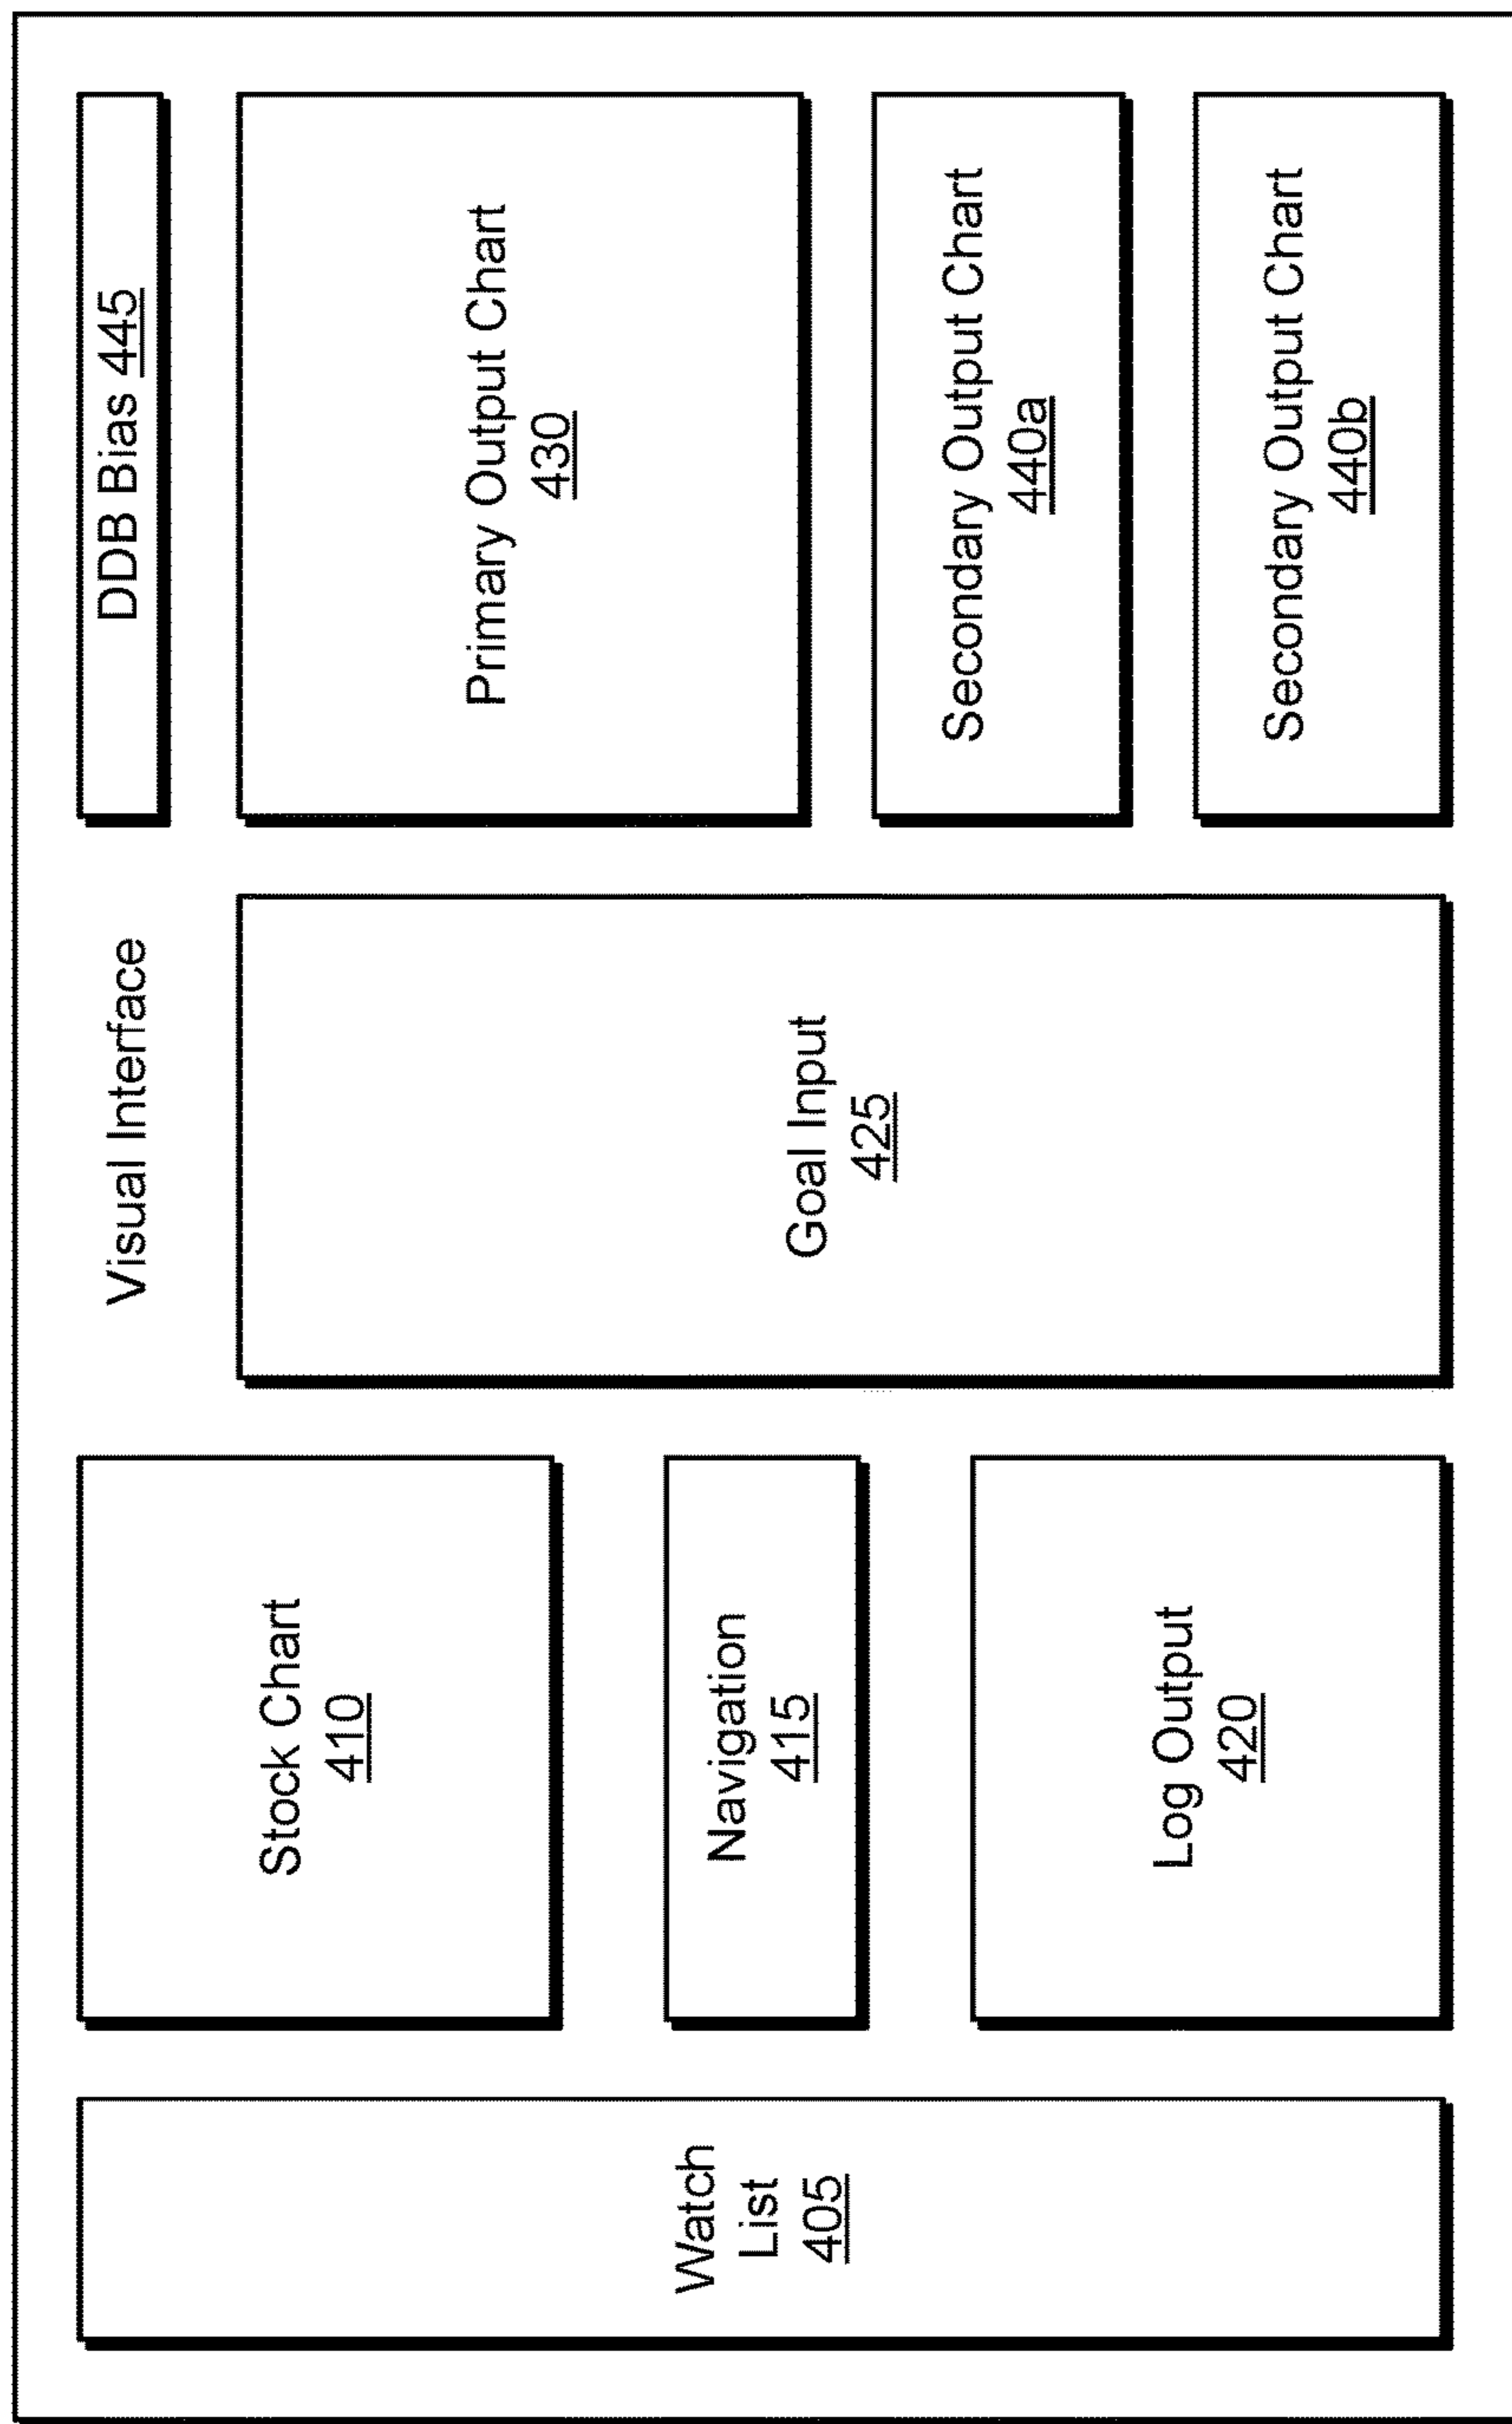 Visual Interface
Watch
List
405
Stock Chart
410
Navigation
415
Log Output
420
Goal Input
425
DDB Bias 445
Primary Output Chart
430
Secondary Output Chart
440a
Secondary Output Chart
440b